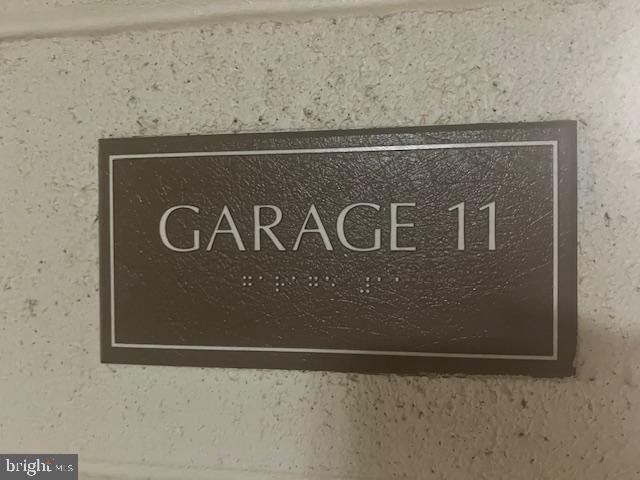 GARAGE 11
⠛⠁⠗⠁⠛⠑ ⠼⠁⠁
bright MLS